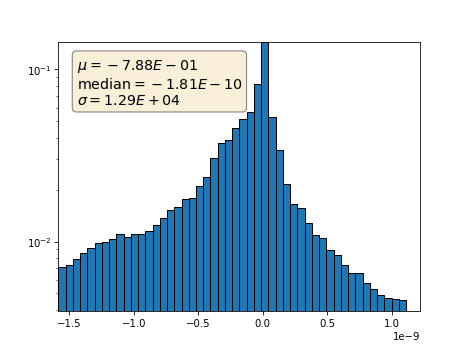 μ = −7.88E − 01
median = −1.81E − 10
σ = 1.29E + 04
10⁻¹
10⁻²
−1.5 −1.0 −0.5 0.0 0.5 1.0
1e−9